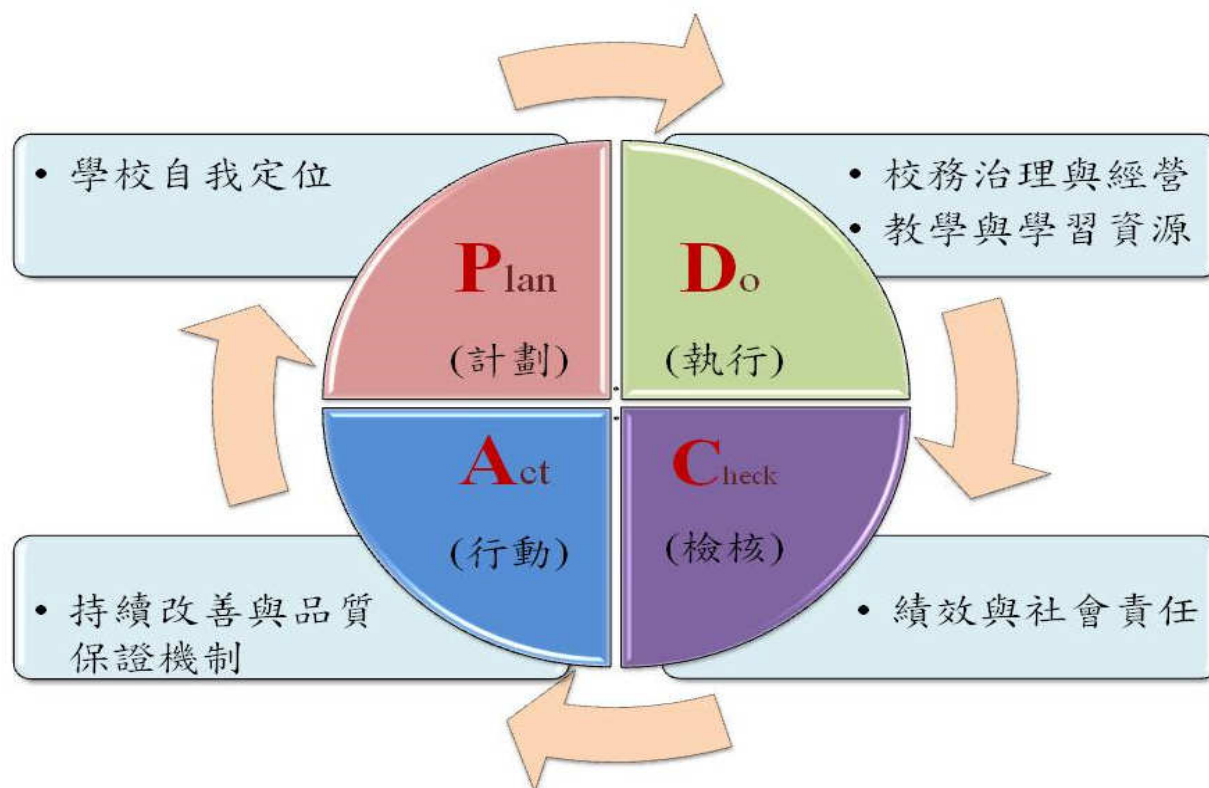 • 學校自我定位
• 校務治理與經營
• 教學與學習資源
Plan
(計劃)
Do
(執行)
Act
(行動)
Check
(檢核)
• 持續改善與品質
保證機制
• 績效與社會責任